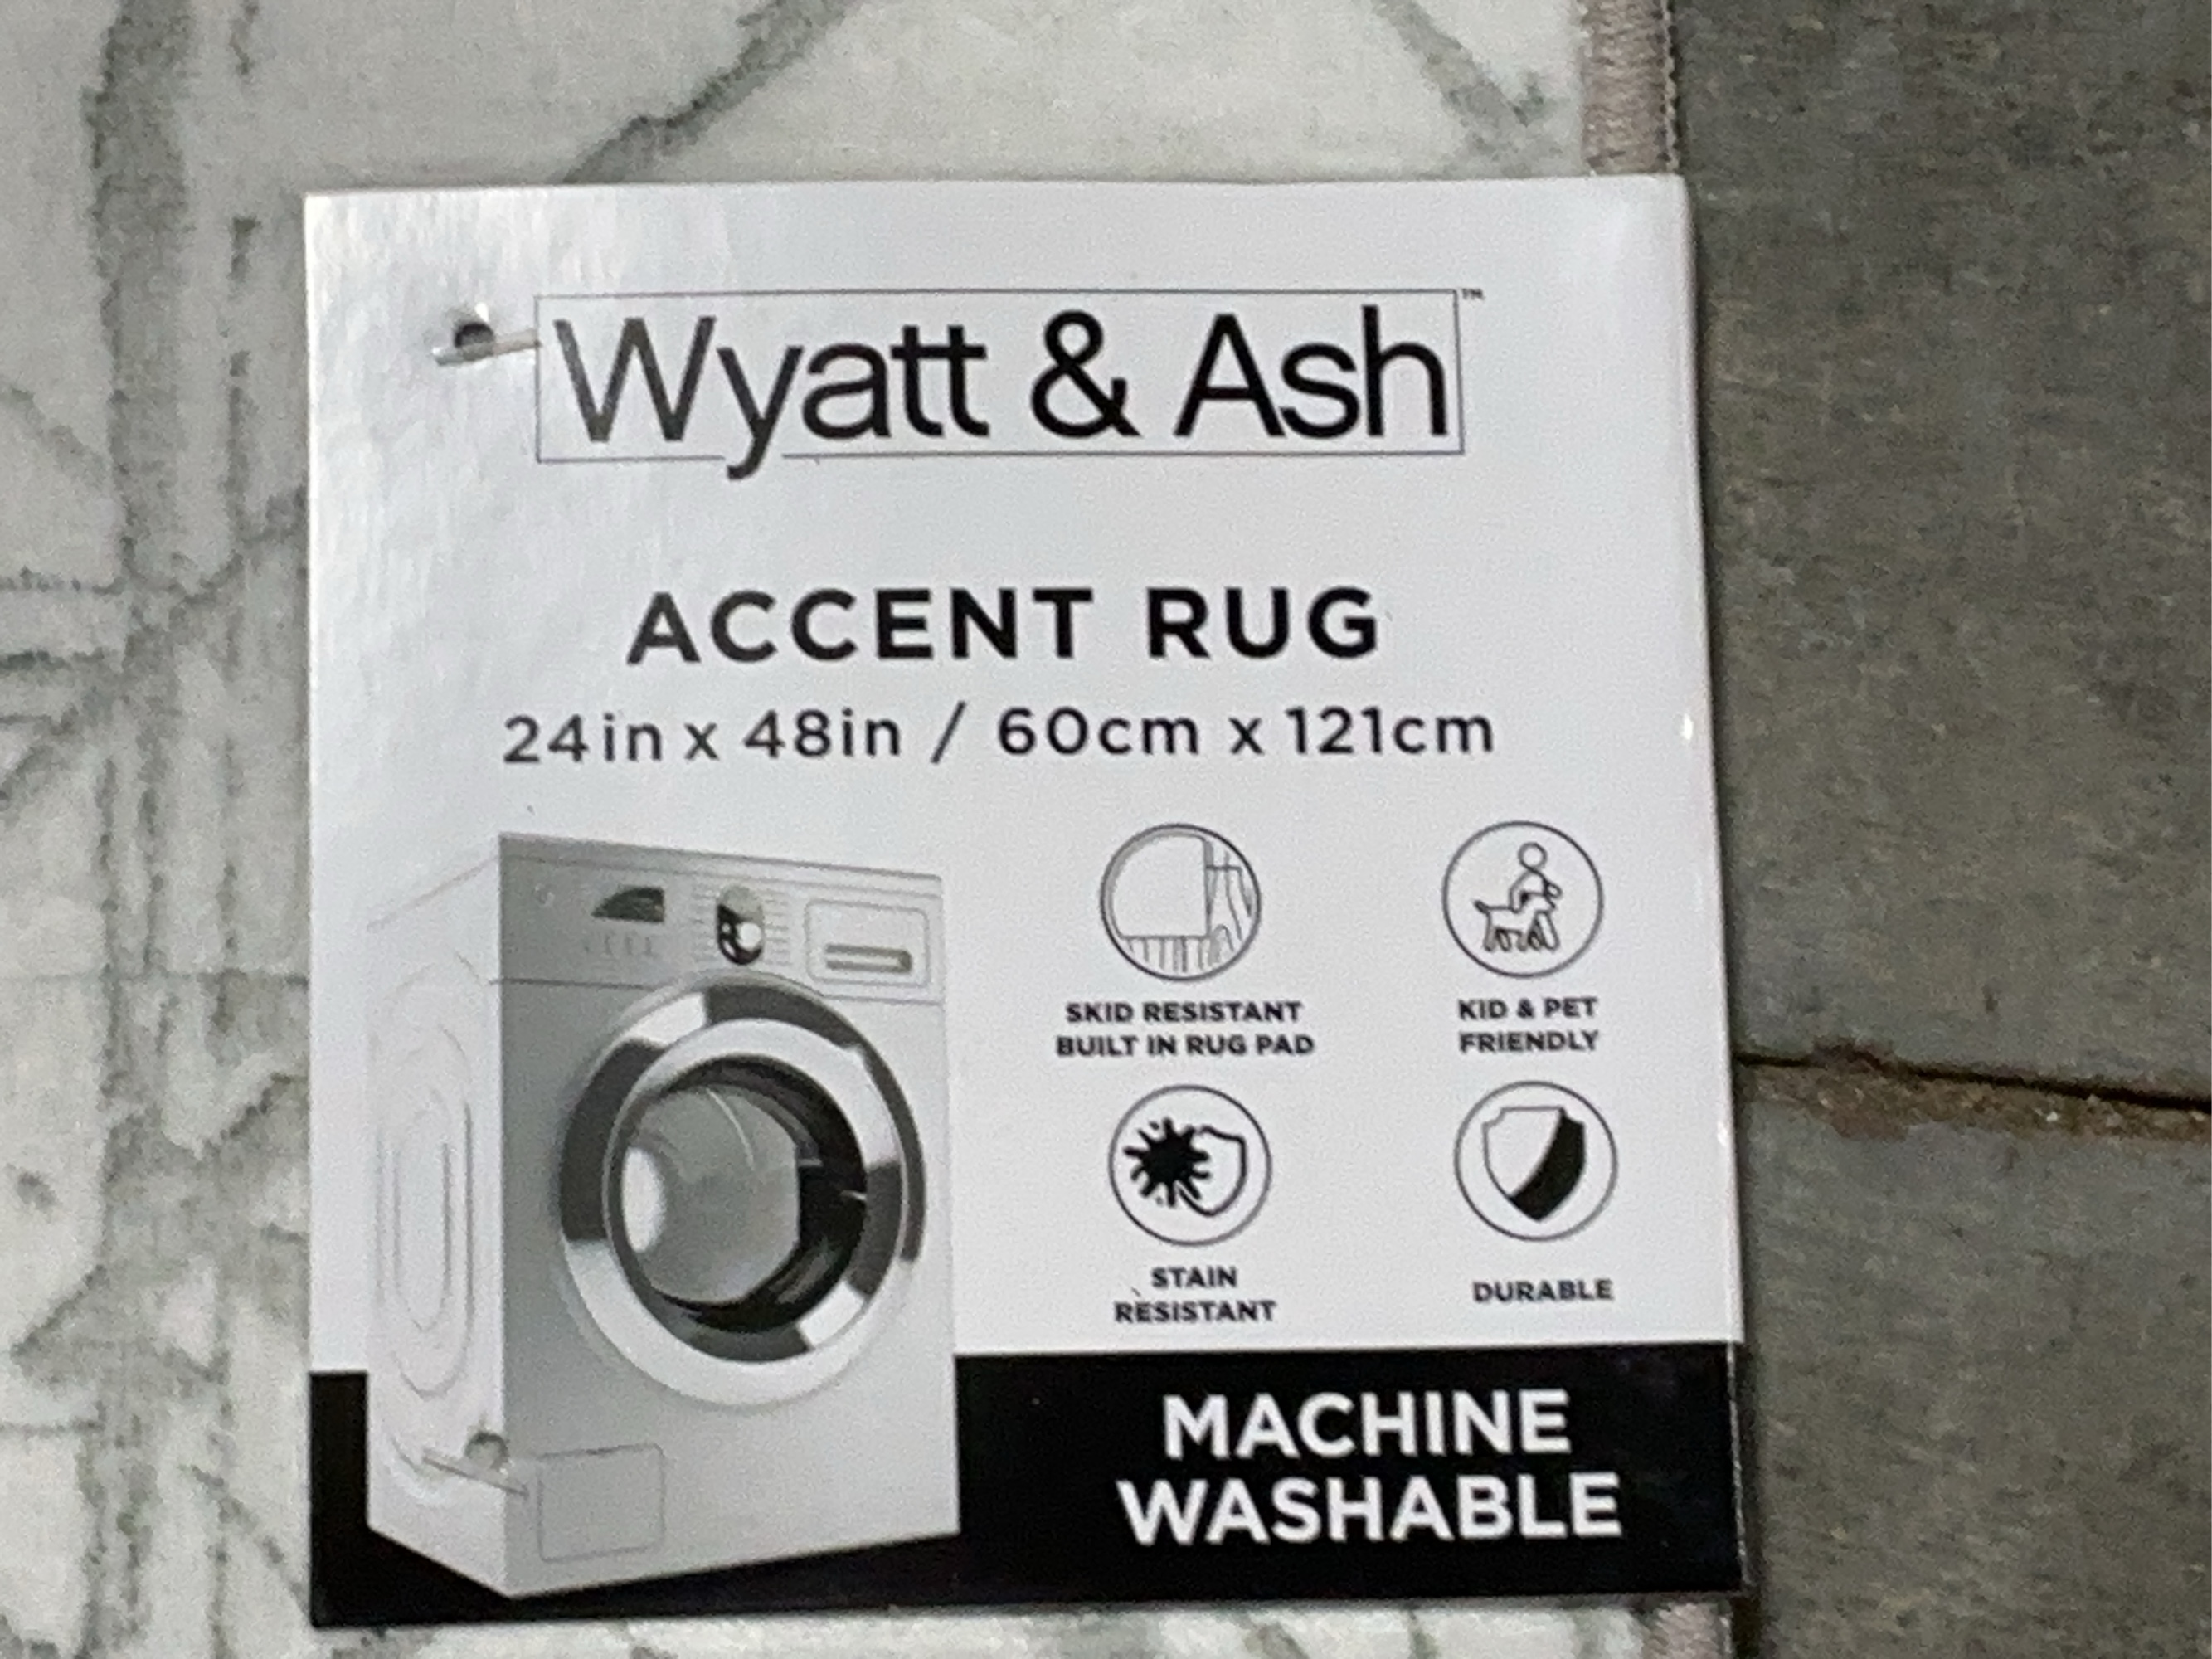 Wyatt & Ash™
ACCENT RUG
24in x 48in / 60cm x 121cm
SKID RESISTANT
BUILT IN RUG PAD
KID & PET
FRIENDLY
STAIN
RESISTANT
DURABLE
MACHINE
WASHABLE